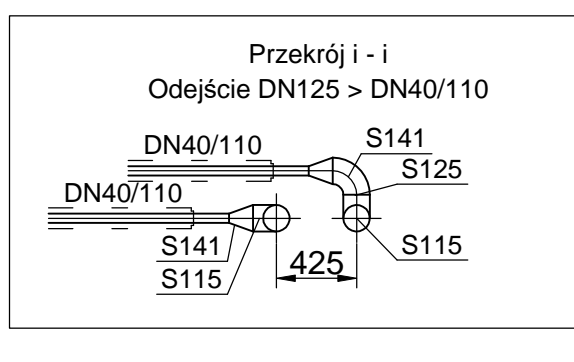 Przekrój i - i
Odejście DN125 > DN40/110
DN40/110
S141
S125
DN40/110
S141
S115
425
S115